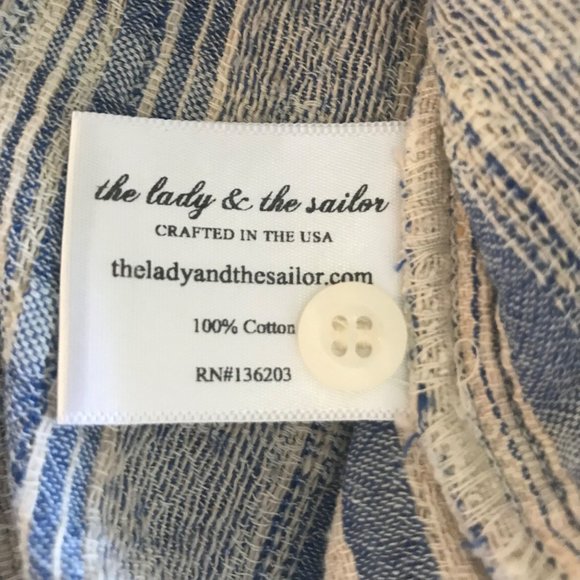 the lady & the sailor
CRAFTED IN THE USA
theladyandthesailor.com
100% Cotton
RN#136203